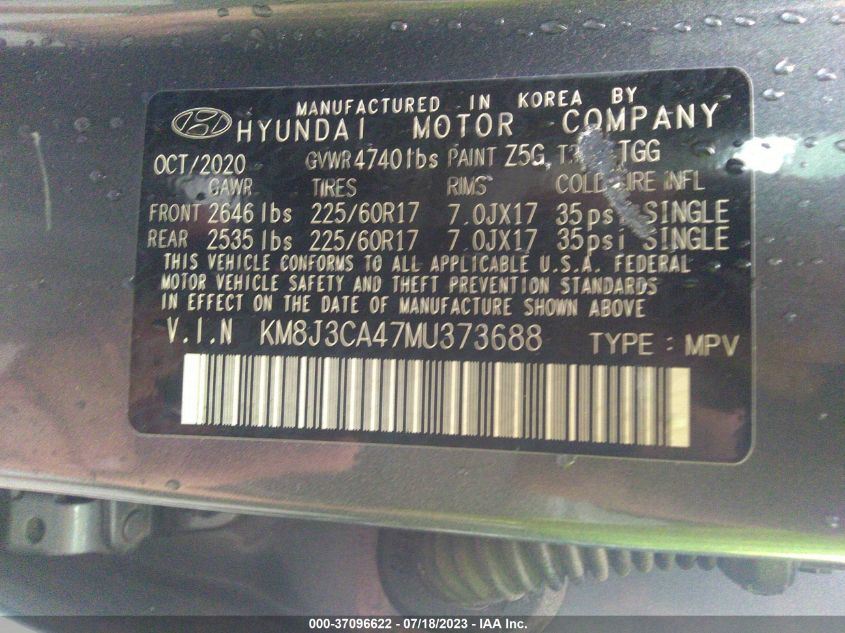 MANUFACTURED IN KOREA BY
HYUNDAI MOTOR COMPANY
OCT/2020 GVWR 4740 lbs PAINT Z5G, TGG
GAWR TIRES RIMS COLD TIRE INFL
FRONT 2646 lbs 225/60R17 7.0JX17 35psi SINGLE
REAR 2535 lbs 225/60R17 7.0JX17 35psi SINGLE
THIS VEHICLE CONFORMS TO ALL APPLICABLE U.S.A. FEDERAL
MOTOR VEHICLE SAFETY AND THEFT PREVENTION STANDARDS
IN EFFECT ON THE DATE OF MANUFACTURE SHOWN ABOVE
V.I.N KM8J3CA47MU373688 TYPE : MPV
000-37096622 - 07/18/2023 - IAA Inc.